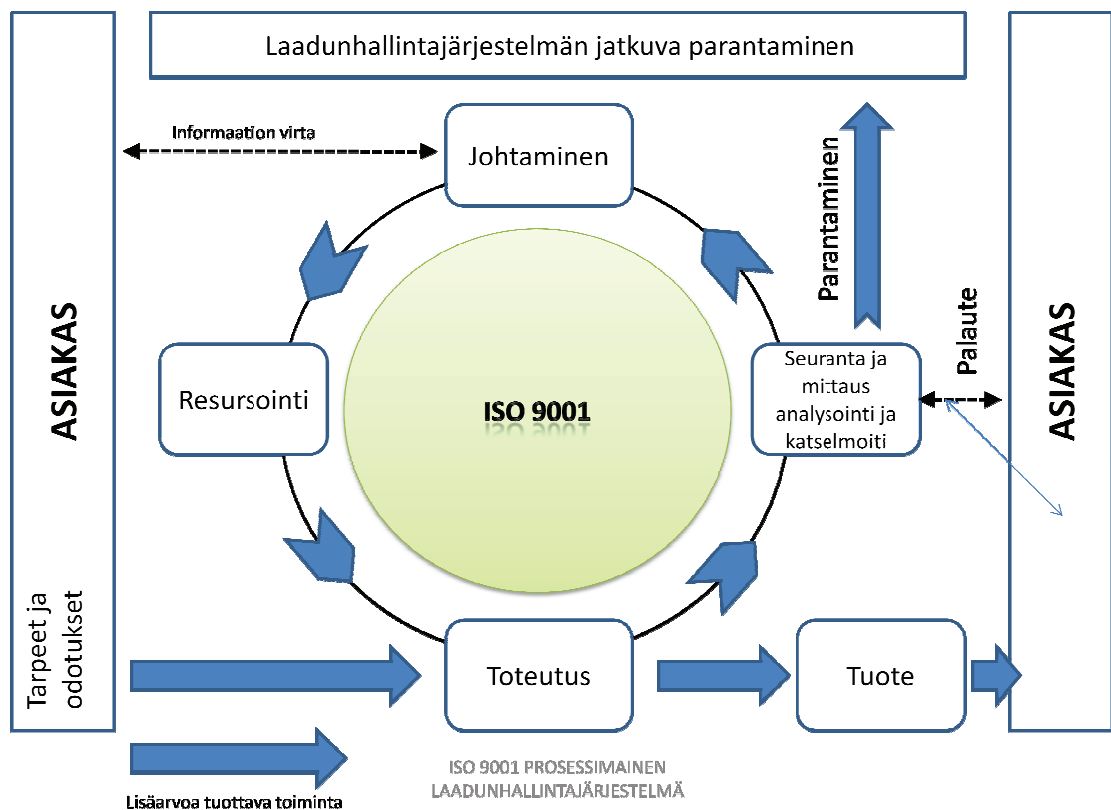 Laadunhallintajärjestelmän jatkuva parantaminen
Informaation virta
Johtaminen
Parantaminen
ASIAKAS
Resursointi
ISO 9001
Seuranta ja
mittaus
analysointi ja
katselmoiti
Palaute
ASIAKAS
Tarpeet ja
odotukset
Toteutus
Tuote
Lisäarvoa tuottava toiminta
ISO 9001 PROSESSIMAINEN
LAADUNHALLINTAJÄRJESTELMÄ